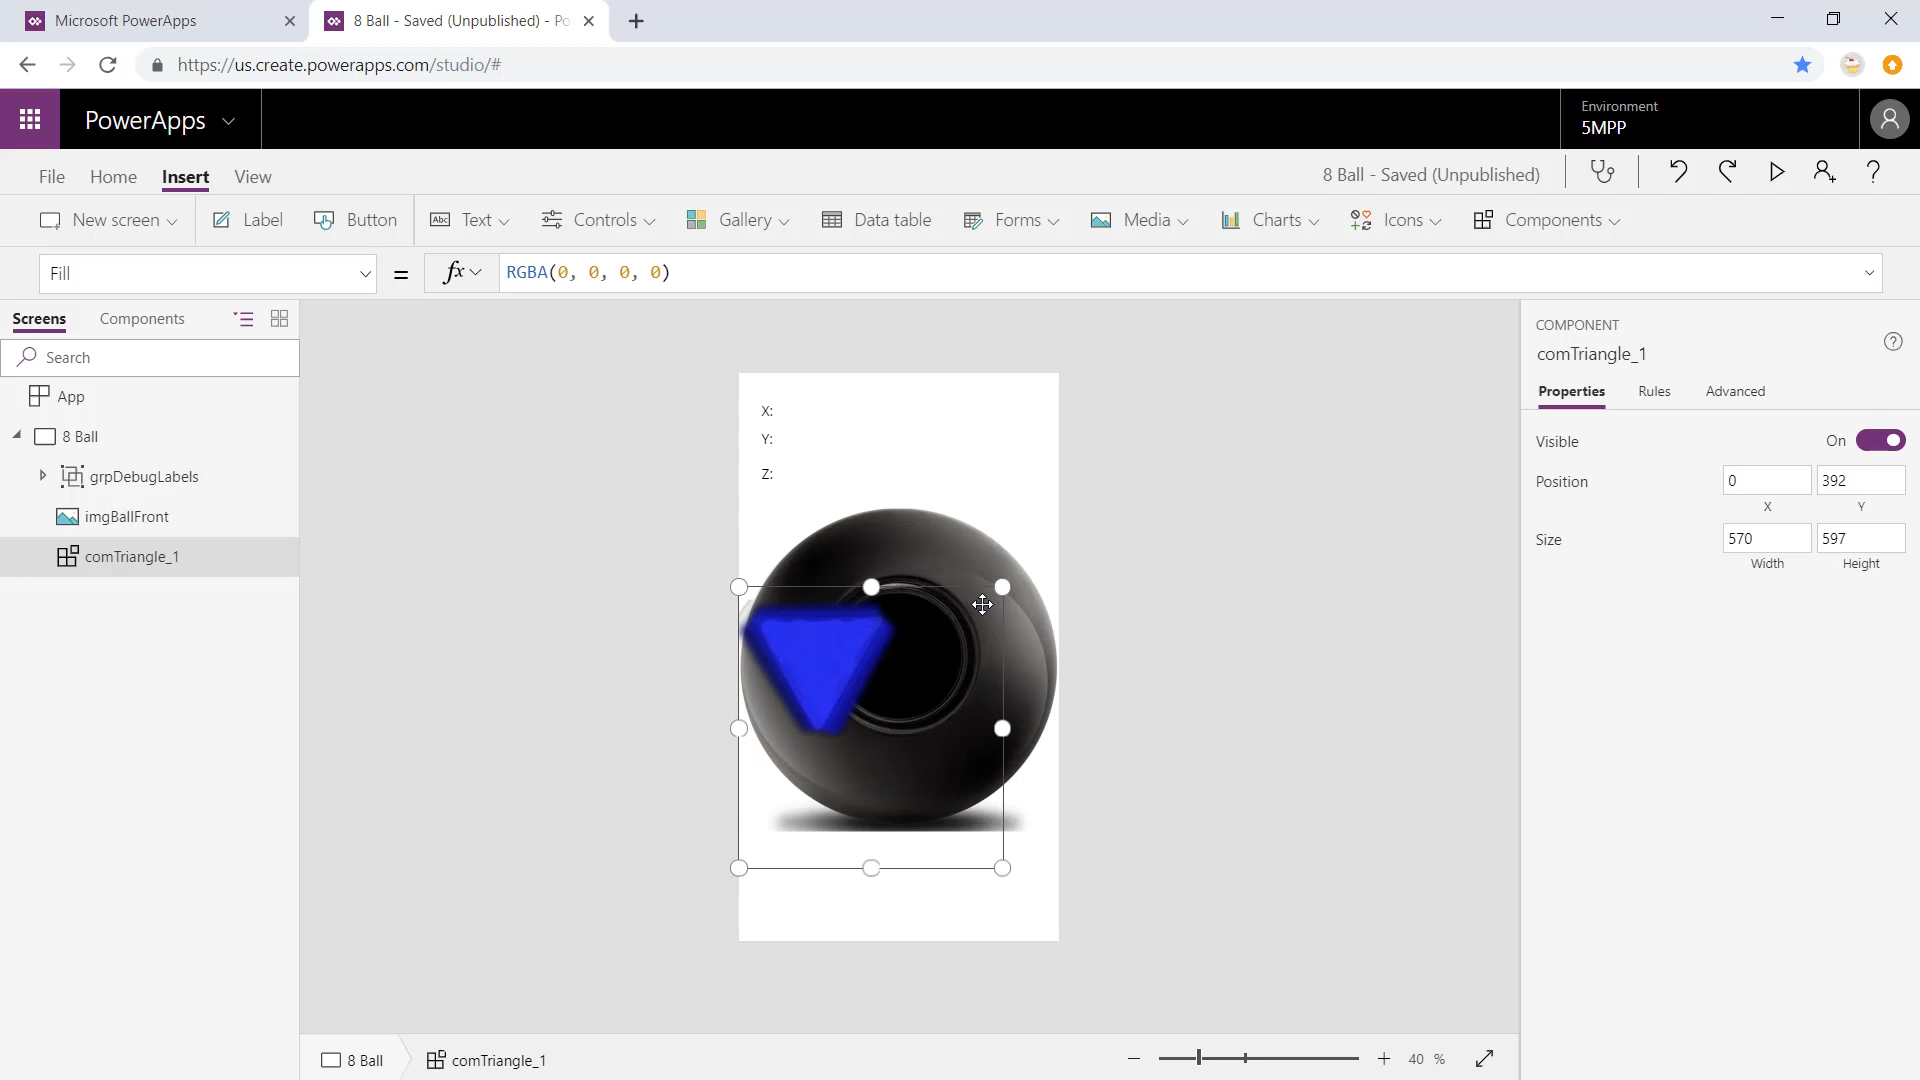 Microsoft PowerApps
8 Ball - Saved (Unpublished) - Po
https://us.create.powerapps.com/studio/#
PowerApps
Environment
5MPP
File Home Insert View
8 Ball - Saved (Unpublished)
New screen Label Button Abc Text Controls Gallery Data table Forms Media Charts Icons Components
Fill = fx RGBA(0, 0, 0, 0)
Screens Components
Search
App
8 Ball
grpDebugLabels
imgBallFront
comTriangle_1
X:
Y:
Z:
COMPONENT
comTriangle_1
Properties Rules Advanced
Visible On
Position 0 392
X Y
Size 570 597
Width Height
8 Ball comTriangle_1
40 %